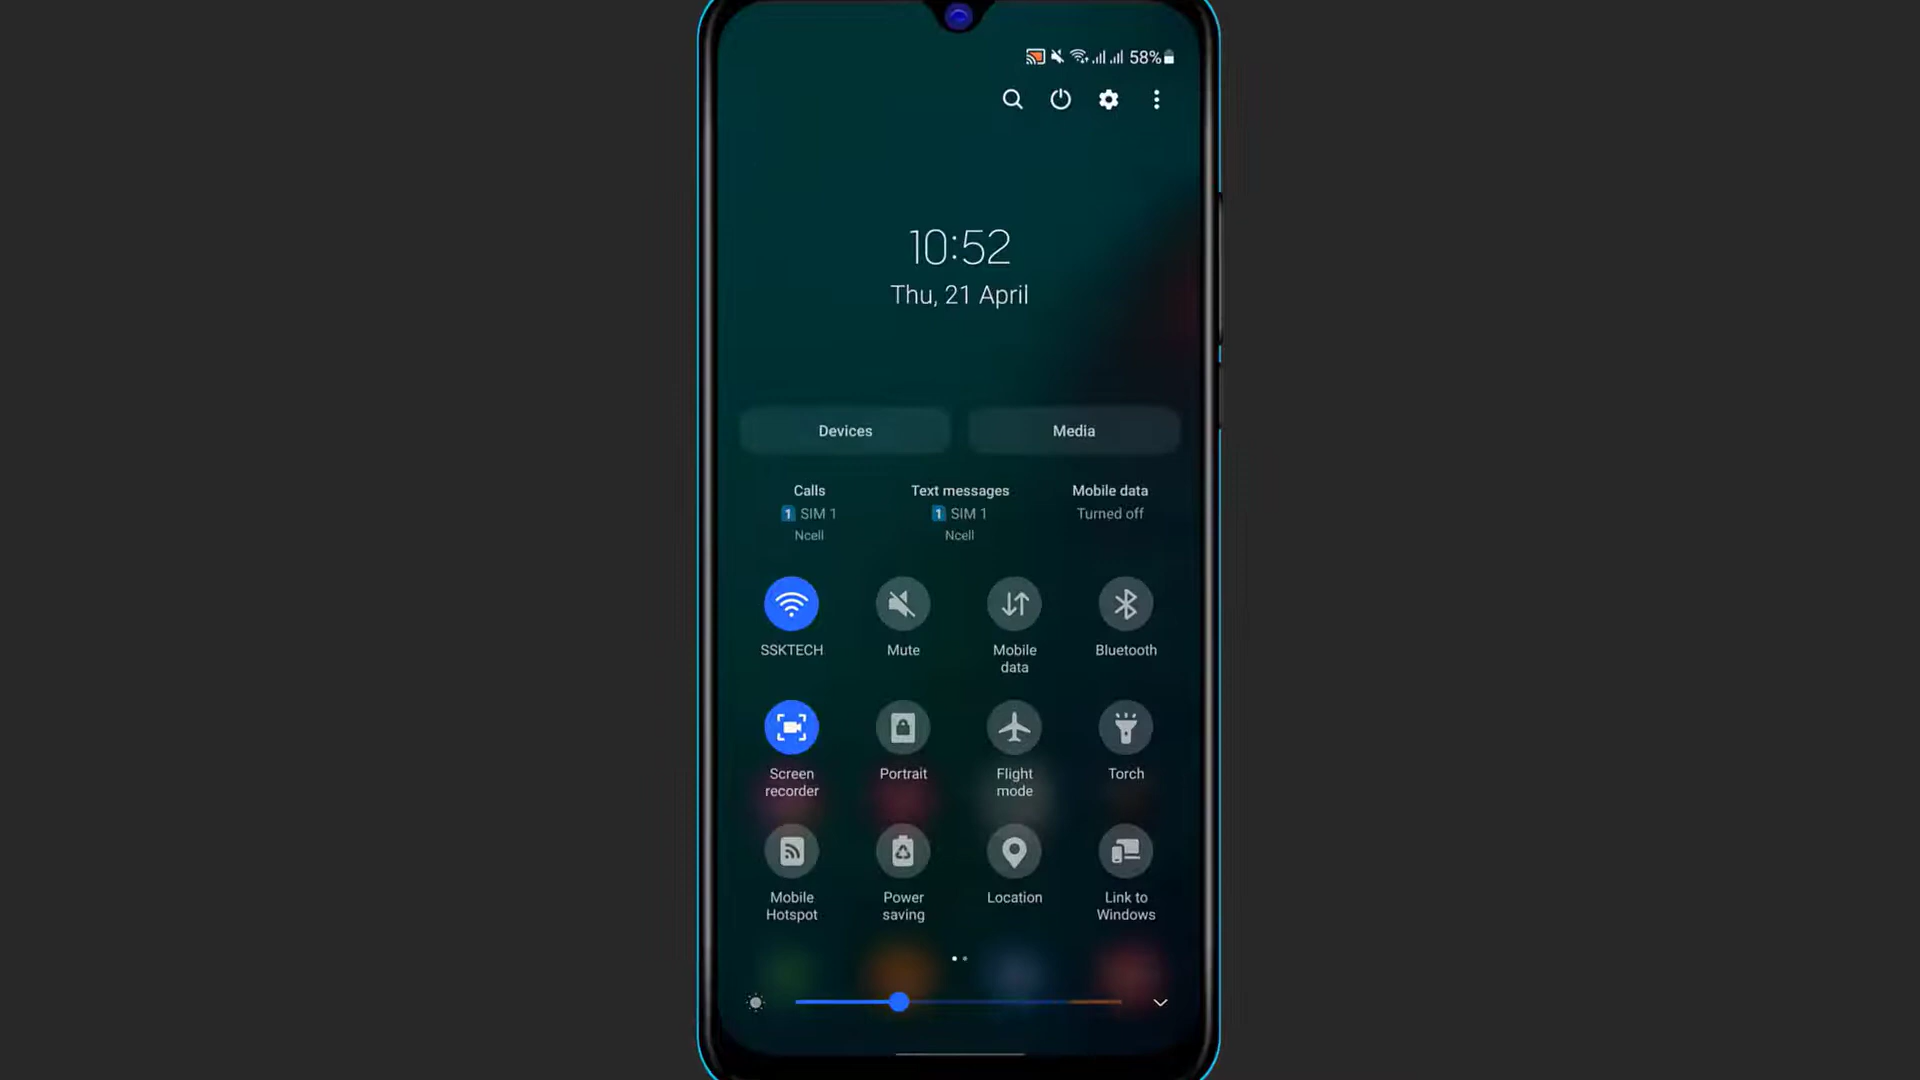 58%
10:52
Thu, 21 April
Devices Media
Calls Text messages Mobile data
1 SIM 1 1 SIM 1 Turned off
Ncell Ncell
SSKTECH Mute Mobile data Bluetooth
Screen recorder Portrait Flight mode Torch
Mobile Hotspot Power saving Location Link to Windows